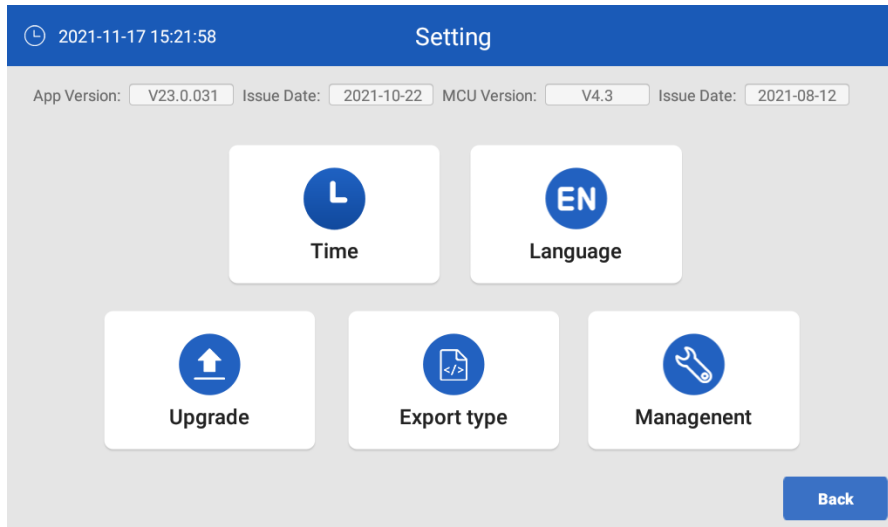 2021-11-17 15:21:58 Setting
App Version: V23.0.031 Issue Date: 2021-10-22 MCU Version: V4.3 Issue Date: 2021-08-12
EN
Time Language
</>
Upgrade Export type Managenent
Back